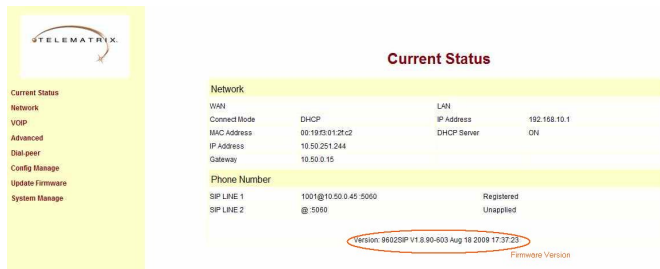 TELEMATRIX.
Current Status
Current Status
Network
VOIP
Advanced
Dial-peer
Config Manage
Update Firmware
System Manage
Network
WAN LAN
Connect Mode DHCP IP Address 192.168.10.1
MAC Address 00:19:f3:01:2f:c2 DHCP Server ON
IP Address 10.50.251.244
Gateway 10.50.0.15
Phone Number
SIP LINE 1 1001@10.50.0.45 :5060 Registered
SIP LINE 2 @ :5060 Unapplied
Version: 9602SIP V1.8.90-603 Aug 18 2009 17:37:23
Firmware Version